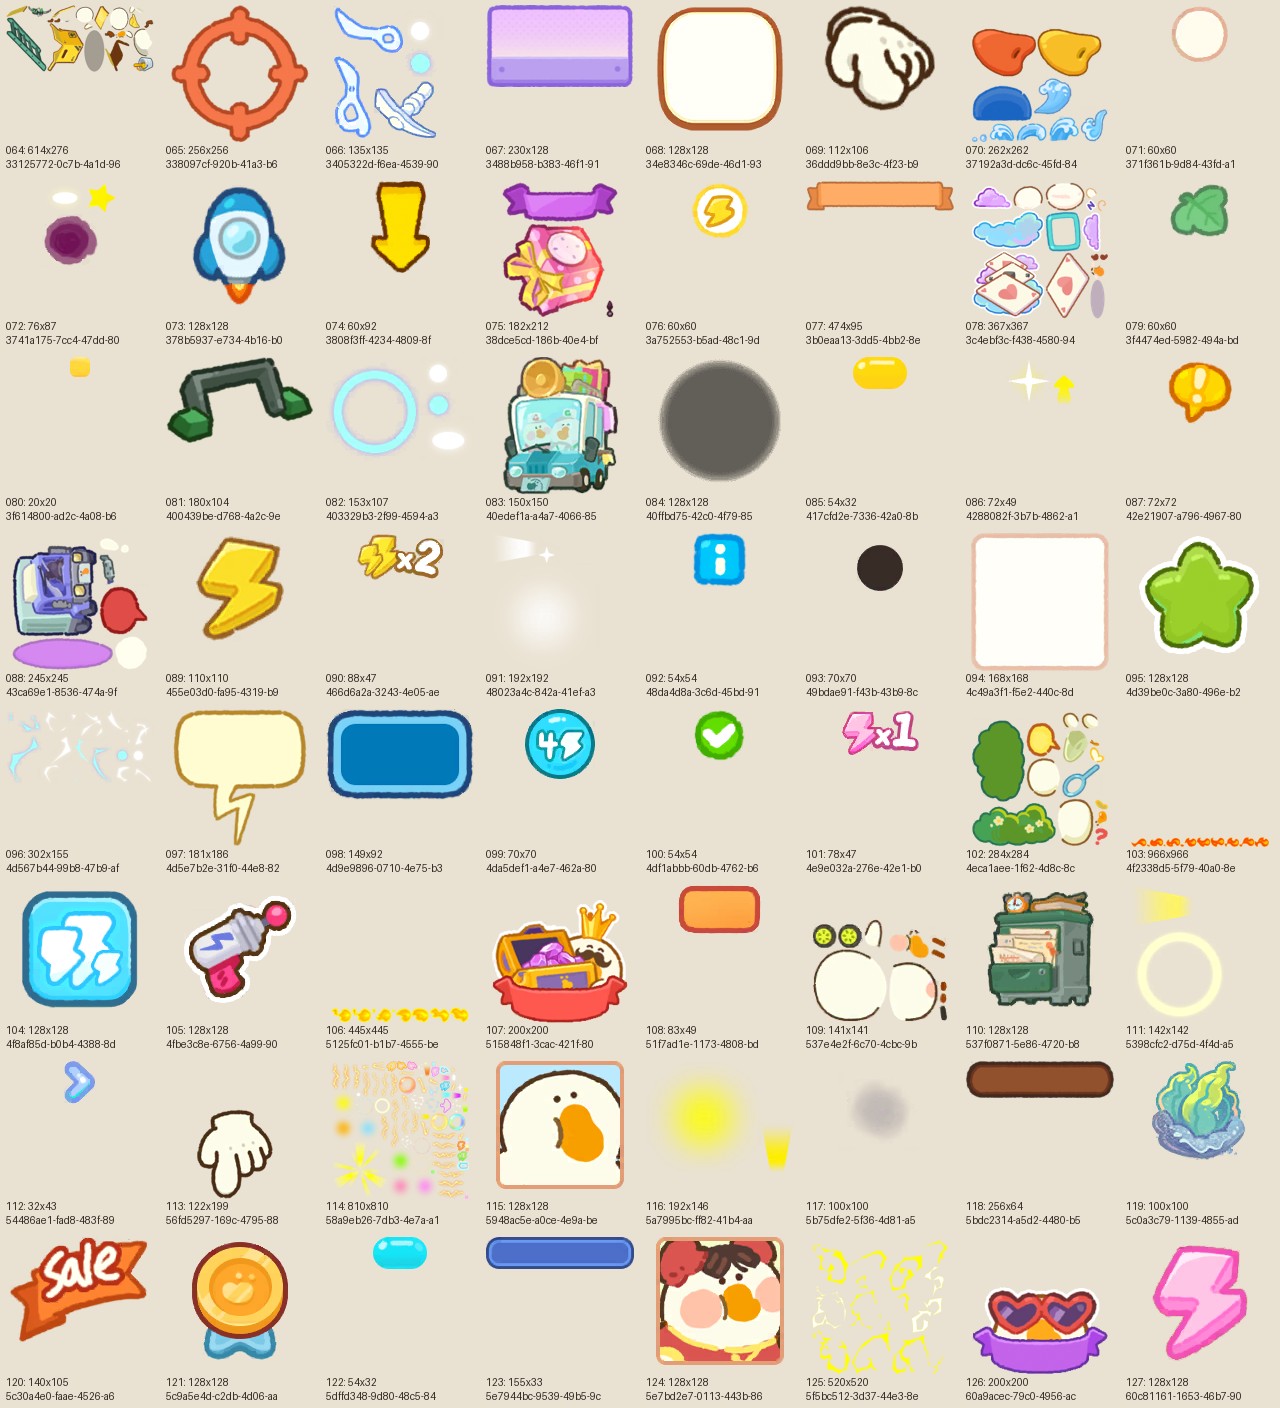 064: 614x276
33125772-0c7b-4a1d-96
065: 256x256
338097cf-920b-41a3-b6
066: 135x135
3405322d-f6ea-4539-90
067: 230x128
3488b958-b383-46f1-91
068: 128x128
34e8346c-69de-46d1-93
069: 112x106
36ddd9bb-8e3c-4f23-b9
070: 262x262
37192a3d-dc6c-45fd-84
071: 60x60
371f361b-9d84-43fd-a1
072: 76x87
3741a175-7cc4-47dd-80
073: 128x128
378b5937-e734-4b16-b0
074: 60x92
3808f3ff-4234-4809-8f
075: 182x212
38dce5cd-186b-40e4-bf
076: 60x60
3a752553-b5ad-48c1-9d
077: 474x95
3b0eaa13-3dd5-4bb2-8e
078: 367x367
3c4ebf3c-f438-4580-94
079: 60x60
3f4474ed-5982-494a-bd
080: 20x20
3f614800-ad2c-4a08-b6
081: 180x104
400439be-d768-4a2c-9e
082: 153x107
403329b3-2f99-4594-a3
083: 150x150
40edef1a-a4a7-4066-85
084: 128x128
40ffbd75-42c0-4f79-85
085: 54x32
417cfd2e-7336-42a0-8b
086: 72x49
4288082f-3b7b-4862-a1
!
087: 72x72
42e21907-a796-4967-80
088: 245x245
43ca69e1-8536-474a-9f
089: 110x110
455e03d0-fa95-4319-b9
x2
090: 88x47
466d6a2a-3243-4e05-ae
091: 192x192
48023a4c-842a-41ef-a3
i
092: 54x54
48da4d8a-3c6d-45bd-91
093: 70x70
49bdae91-f43b-43b9-8c
094: 168x168
4c49a3f1-f5e2-440c-8d
095: 128x128
4d39be0c-3a80-496e-b2
096: 302x155
4d567b44-99b8-47b9-af
097: 181x186
4d5e7b2e-31f0-44e8-82
098: 149x92
4d9e9896-0710-4e75-b3
4
099: 70x70
4da5def1-a4e7-462a-80
100: 54x54
4df1abbb-60db-4762-b6
x1
101: 78x47
4e9e032a-276e-42e1-b0
?
102: 284x284
4eca1aee-1f62-4d8c-8c
103: 966x966
4f2338d5-5f79-40a0-8e
104: 128x128
4f8af85d-b0b4-4388-8d
105: 128x128
4fbe3c8e-6756-4a99-90
106: 445x445
5125fc01-b1b7-4555-be
107: 200x200
515848f1-3cac-421f-80
108: 83x49
51f7ad1e-1173-4808-bd
109: 141x141
537e4e2f-6c70-4cbc-9b
110: 128x128
537f0871-5e86-4720-b8
111: 142x142
5398cfc2-d75d-4f4d-a5
112: 32x43
54486ae1-fad8-483f-89
113: 122x199
56fd5297-169c-4795-88
114: 810x810
58a9eb26-7db3-4e7a-a1
115: 128x128
5948ac5e-a0ce-4e9a-be
116: 192x146
5a7995bc-ff82-41b4-aa
117: 100x100
5b75dfe2-5f36-4d81-a5
118: 256x64
5bdc2314-a5d2-4480-b5
119: 100x100
5c0a3c79-1139-4855-ad
Sale
120: 140x105
5c30a4e0-faae-4526-a6
121: 128x128
5c9a5e4d-c2db-4d06-aa
122: 54x32
5dffd348-9d80-48c5-84
123: 155x33
5e7944bc-9539-49b5-9c
124: 128x128
5e7bd2e7-0113-443b-86
125: 520x520
5f5bc512-3d37-44e3-8e
126: 200x200
60a9acec-79c0-4956-ac
127: 128x128
60c81161-1653-46b7-90